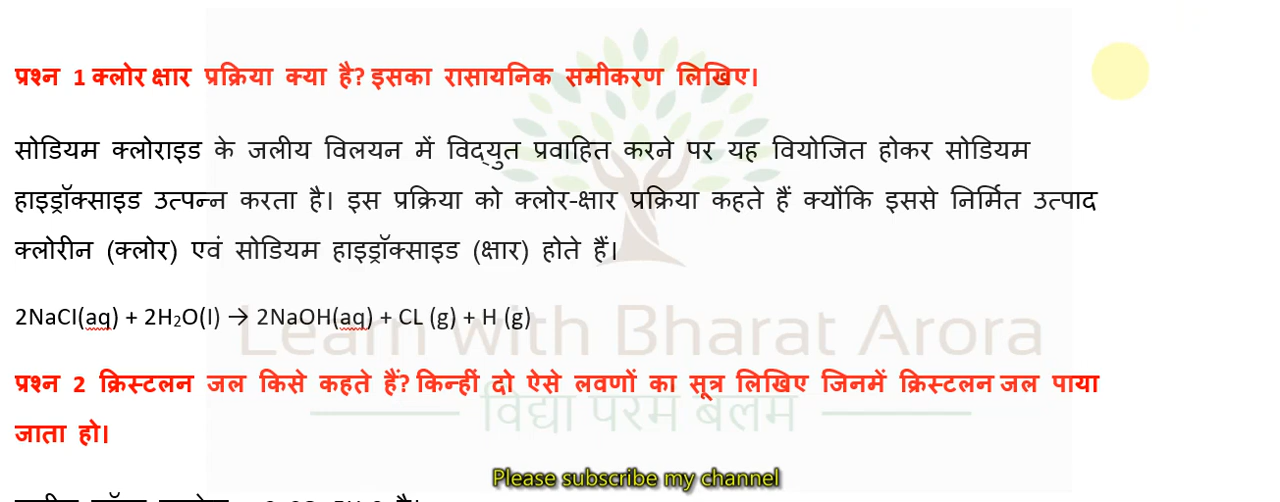 प्रश्न 1 क्लोर क्षार प्रक्रिया क्या है? इसका रासायनिक समीकरण लिखिए।
सोडियम क्लोराइड के जलीय विलयन में विद्युत प्रवाहित करने पर यह वियोजित होकर सोडियम
हाइड्रॉक्साइड उत्पन्न करता है। इस प्रक्रिया को क्लोर-क्षार प्रक्रिया कहते हैं क्योंकि इससे निर्मित उत्पाद
क्लोरीन (क्लोर) एवं सोडियम हाइड्रॉक्साइड (क्षार) होते हैं।
2NaCl(aq) + 2H₂O(l) → 2NaOH(aq) + CL (g) + H (g)
Learn with Bharat Arora
प्रश्न 2 क्रिस्टलन जल किसे कहते हैं? किन्हीं दो ऐसे लवणों का सूत्र लिखिए जिनमें क्रिस्टलन जल पाया
विद्या परम बलम
जाता हो।
Please subscribe my channel